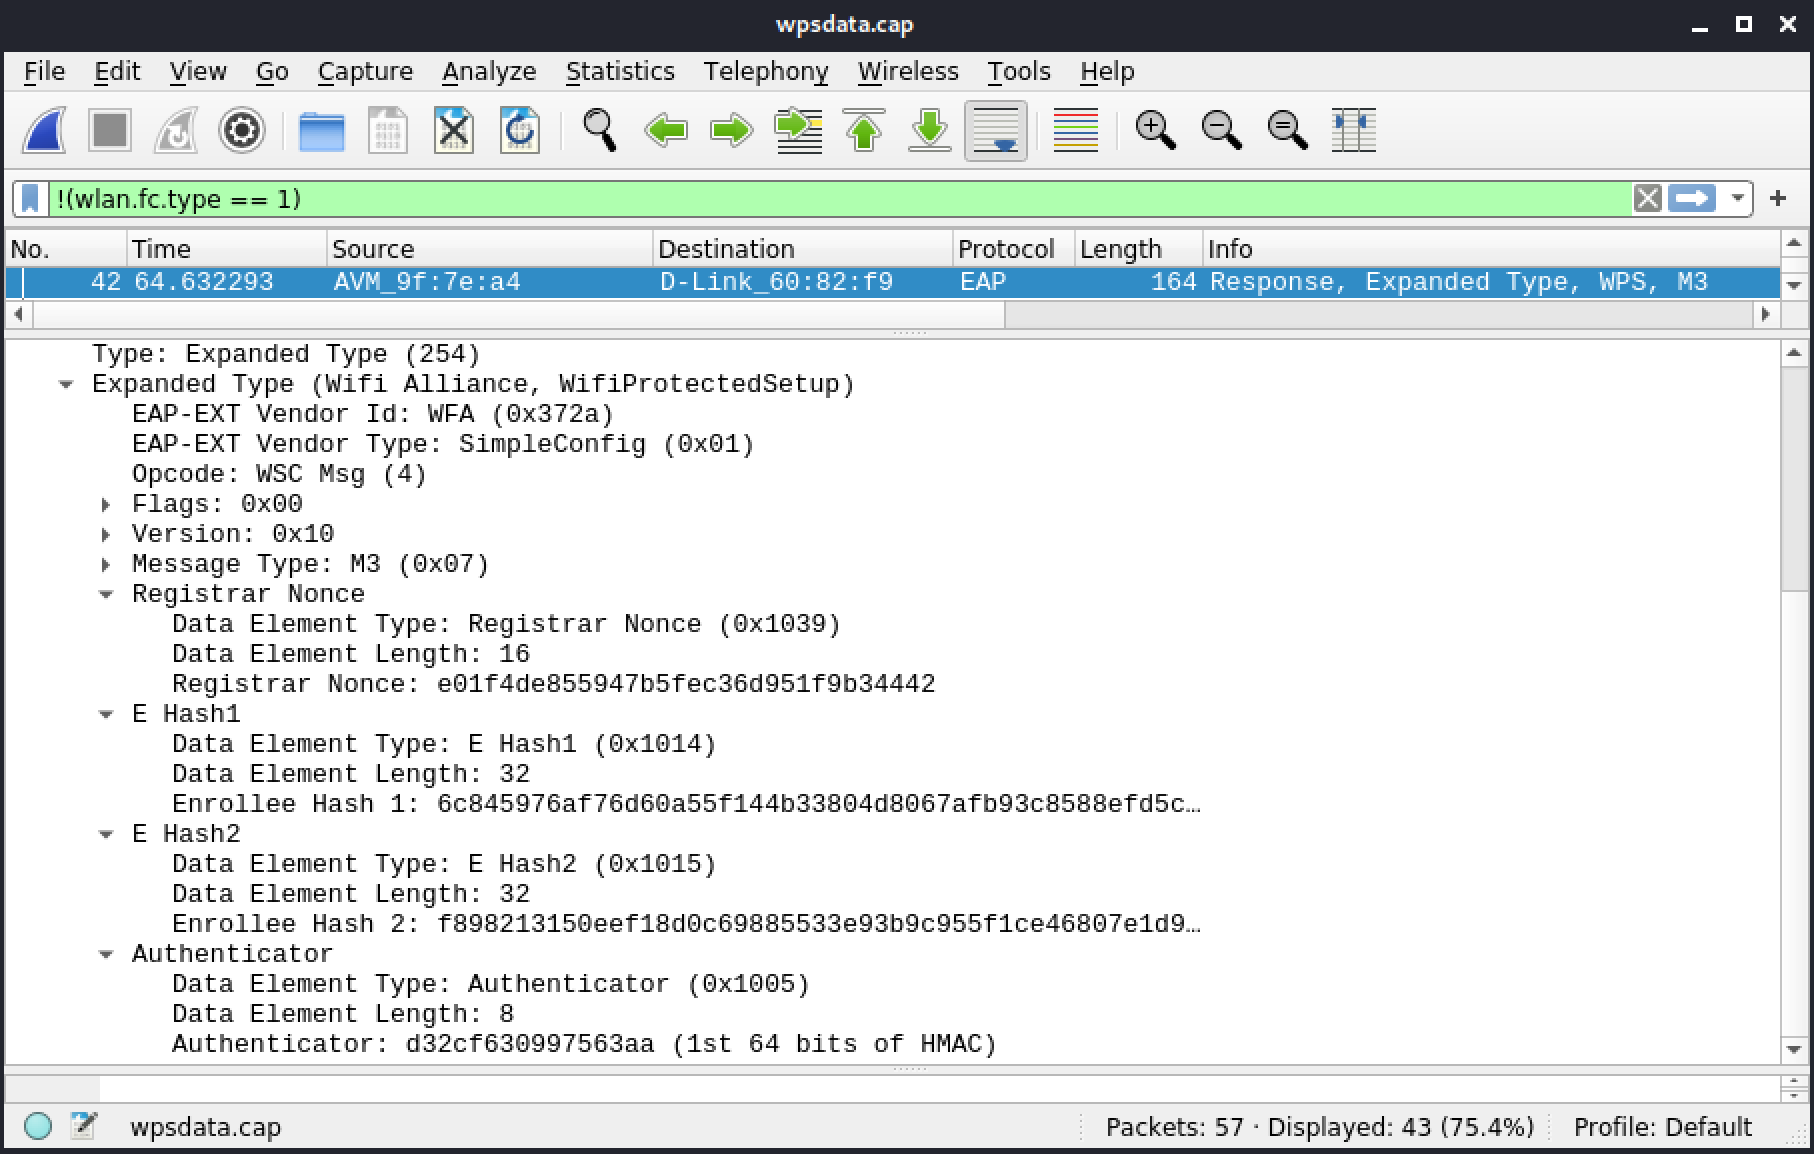 wpsdata.cap
File Edit View Go Capture Analyze Statistics Telephony Wireless Tools Help
!(wlan.fc.type == 1)
No. Time Source Destination Protocol Length Info
42 64.632293 AVM_9f:7e:a4 D-Link_60:82:f9 EAP 164 Response, Expanded Type, WPS, M3
Type: Expanded Type (254)
Expanded Type (Wifi Alliance, WifiProtectedSetup)
EAP-EXT Vendor Id: WFA (0x372a)
EAP-EXT Vendor Type: SimpleConfig (0x01)
Opcode: WSC Msg (4)
Flags: 0x00
Version: 0x10
Message Type: M3 (0x07)
Registrar Nonce
Data Element Type: Registrar Nonce (0x1039)
Data Element Length: 16
Registrar Nonce: e01f4de855947b5fec36d951f9b34442
E Hash1
Data Element Type: E Hash1 (0x1014)
Data Element Length: 32
Enrollee Hash 1: 6c845976af76d60a55f144b33804d8067afb93c8588efd5c…
E Hash2
Data Element Type: E Hash2 (0x1015)
Data Element Length: 32
Enrollee Hash 2: f898213150eef18d0c69885533e93b9c955f1ce46807e1d9…
Authenticator
Data Element Type: Authenticator (0x1005)
Data Element Length: 8
Authenticator: d32cf630997563aa (1st 64 bits of HMAC)
wpsdata.cap Packets: 57 · Displayed: 43 (75.4%) Profile: Default